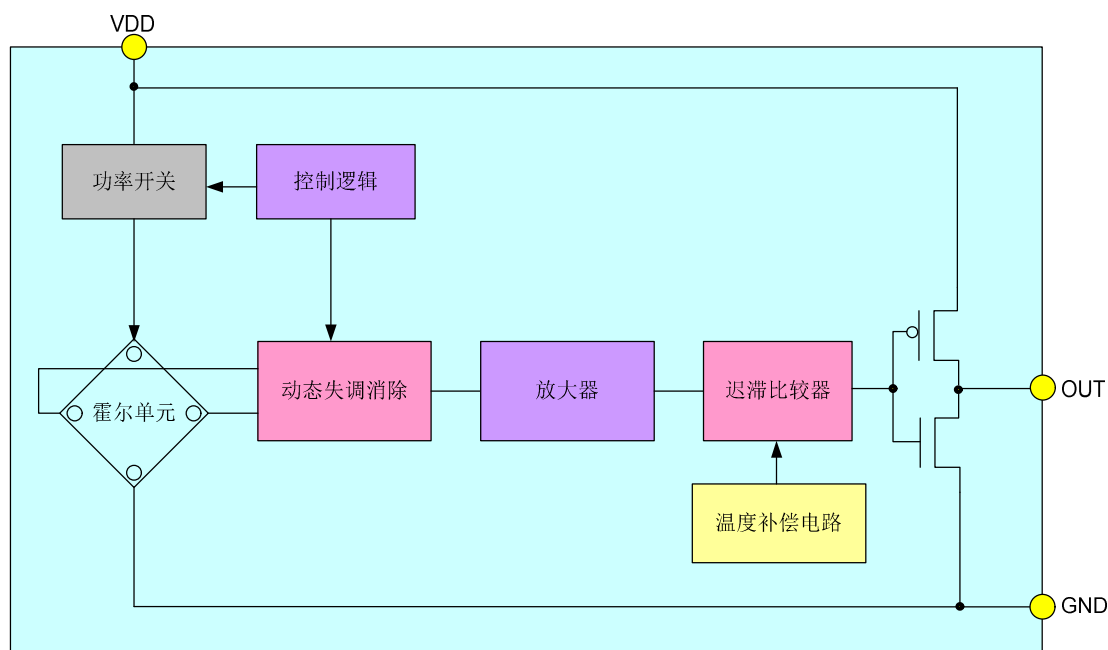 VDD
功率开关
控制逻辑
霍尔单元
动态失调消除
放大器
迟滞比较器
OUT
温度补偿电路
GND